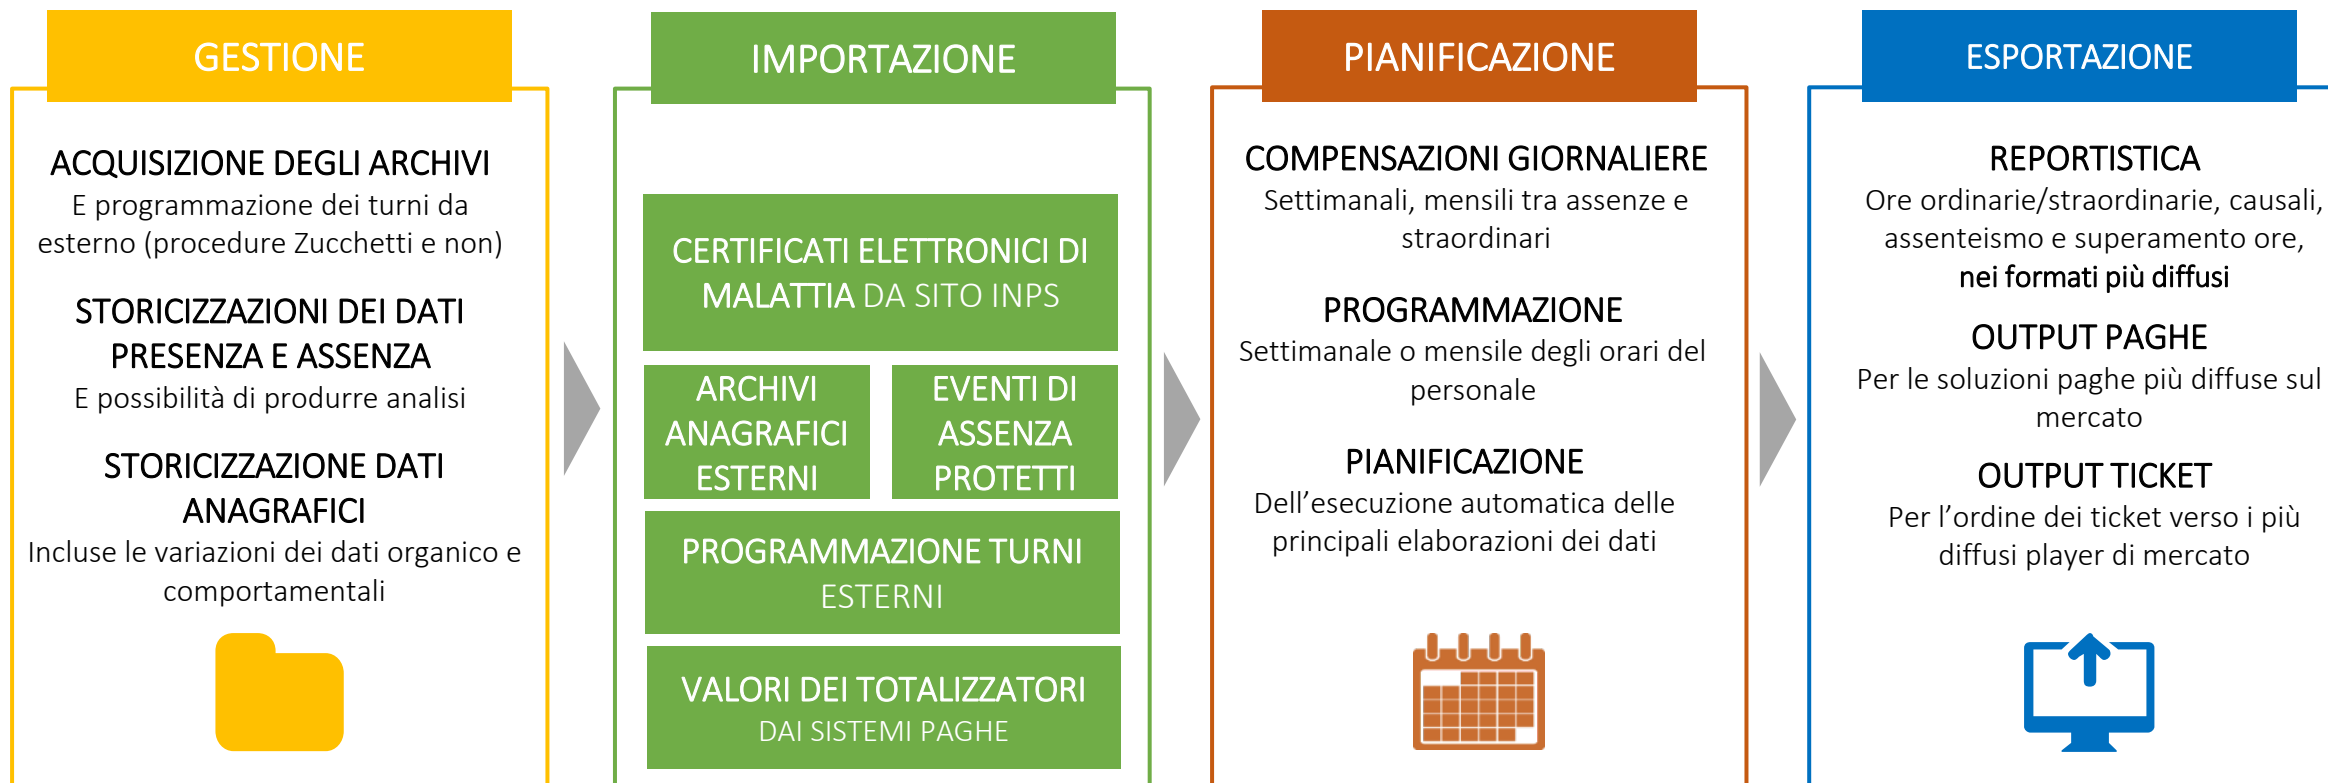 GESTIONE
ACQUISIZIONE DEGLI ARCHIVI
E programmazione dei turni da
esterno (procedure Zucchetti e non)
STORICIZZAZIONI DEI DATI
PRESENZA E ASSENZA
E possibilità di produrre analisi
STORICIZZAZIONE DATI
ANAGRAFICI
Incluse le variazioni dei dati organico e
comportamentali
IMPORTAZIONE
CERTIFICATI ELETTRONICI DI
MALATTIA DA SITO INPS
ARCHIVI
ANAGRAFICI
ESTERNI
EVENTI DI
ASSENZA
PROTETTI
PROGRAMMAZIONE TURNI
ESTERNI
VALORI DEI TOTALIZZATORI
DAI SISTEMI PAGHE
PIANIFICAZIONE
COMPENSAZIONI GIORNALIERE
Settimanali, mensili tra assenze e
straordinari
PROGRAMMAZIONE
Settimanale o mensile degli orari del
personale
PIANIFICAZIONE
Dell’esecuzione automatica delle
principali elaborazioni dei dati
ESPORTAZIONE
REPORTISTICA
Ore ordinarie/straordinarie, causali,
assenteismo e superamento ore,
nei formati più diffusi
OUTPUT PAGHE
Per le soluzioni paghe più diffuse sul
mercato
OUTPUT TICKET
Per l’ordine dei ticket verso i più
diffusi player di mercato